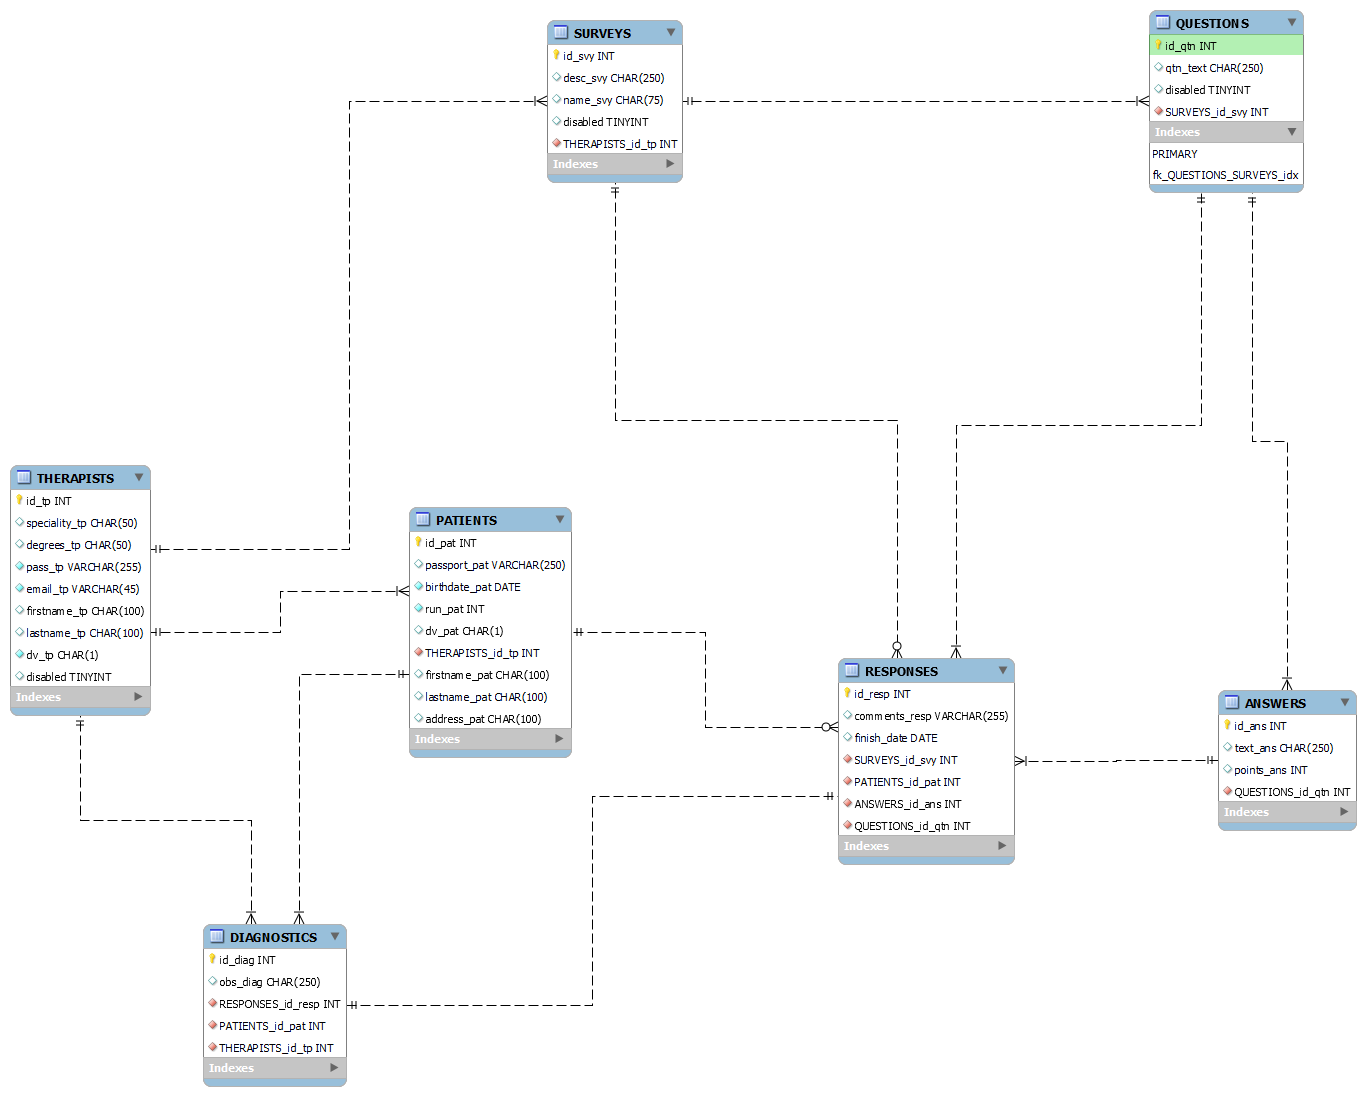 SURVEYS
id_svy INT
desc_svy CHAR(250)
name_svy CHAR(75)
disabled TINYINT
THERAPISTS_id_tp INT
Indexes
QUESTIONS
id_qtn INT
qtn_text CHAR(250)
disabled TINYINT
SURVEYS_id_svy INT
Indexes
PRIMARY
fk_QUESTIONS_SURVEYS_idx
THERAPISTS
id_tp INT
speciality_tp CHAR(50)
degrees_tp CHAR(50)
pass_tp VARCHAR(255)
email_tp VARCHAR(45)
firstname_tp CHAR(100)
lastname_tp CHAR(100)
dv_tp CHAR(1)
disabled TINYINT
Indexes
PATIENTS
id_pat INT
passport_pat VARCHAR(250)
birthdate_pat DATE
run_pat INT
dv_pat CHAR(1)
THERAPISTS_id_tp INT
firstname_pat CHAR(100)
lastname_pat CHAR(100)
address_pat CHAR(100)
Indexes
RESPONSES
id_resp INT
comments_resp VARCHAR(255)
finish_date DATE
SURVEYS_id_svy INT
PATIENTS_id_pat INT
ANSWERS_id_ans INT
QUESTIONS_id_qtn INT
Indexes
ANSWERS
id_ans INT
text_ans CHAR(250)
points_ans INT
QUESTIONS_id_qtn INT
Indexes
DIAGNOSTICS
id_diag INT
obs_diag CHAR(250)
RESPONSES_id_resp INT
PATIENTS_id_pat INT
THERAPISTS_id_tp INT
Indexes